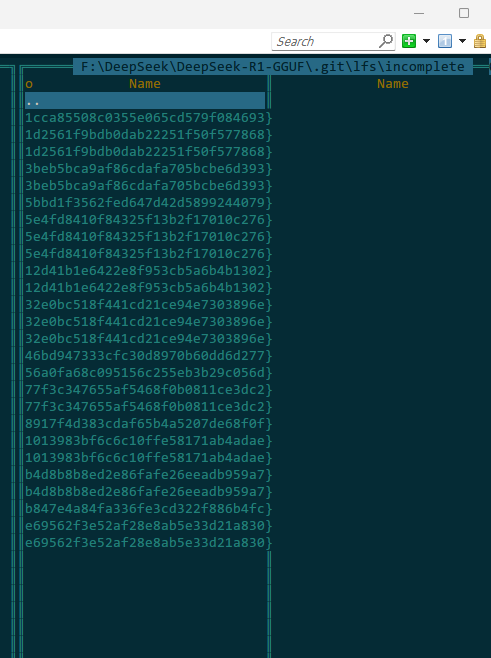 Search
F:\DeepSeek\DeepSeek-R1-GGUF\.git\lfs\incomplete
o Name Name
..
1cca85508c0355e065cd579f084693}
1d2561f9bdb0dab22251f50f577868}
1d2561f9bdb0dab22251f50f577868}
3beb5bca9af86cdafa705bcbe6d393}
3beb5bca9af86cdafa705bcbe6d393}
5bbd1f3562fed647d42d5899244079}
5e4fd8410f84325f13b2f17010c276}
5e4fd8410f84325f13b2f17010c276}
5e4fd8410f84325f13b2f17010c276}
12d41b1e6422e8f953cb5a6b4b1302}
12d41b1e6422e8f953cb5a6b4b1302}
32e0bc518f441cd21ce94e7303896e}
32e0bc518f441cd21ce94e7303896e}
32e0bc518f441cd21ce94e7303896e}
46bd947333cfc30d8970b60dd6d277}
56a0fa68c095156c255eb3b29c056d}
77f3c347655af5468f0b0811ce3dc2}
77f3c347655af5468f0b0811ce3dc2}
8917f4d383cdaf65b4a5207de68f0f}
1013983bf6c6c10ffe58171ab4adae}
1013983bf6c6c10ffe58171ab4adae}
b4d8b8b8ed2e86fafe26eeadb959a7}
b4d8b8b8ed2e86fafe26eeadb959a7}
b847e4a84fa336fe3cd322f886b4fc}
e69562f3e52af28e8ab5e33d21a830}
e69562f3e52af28e8ab5e33d21a830}